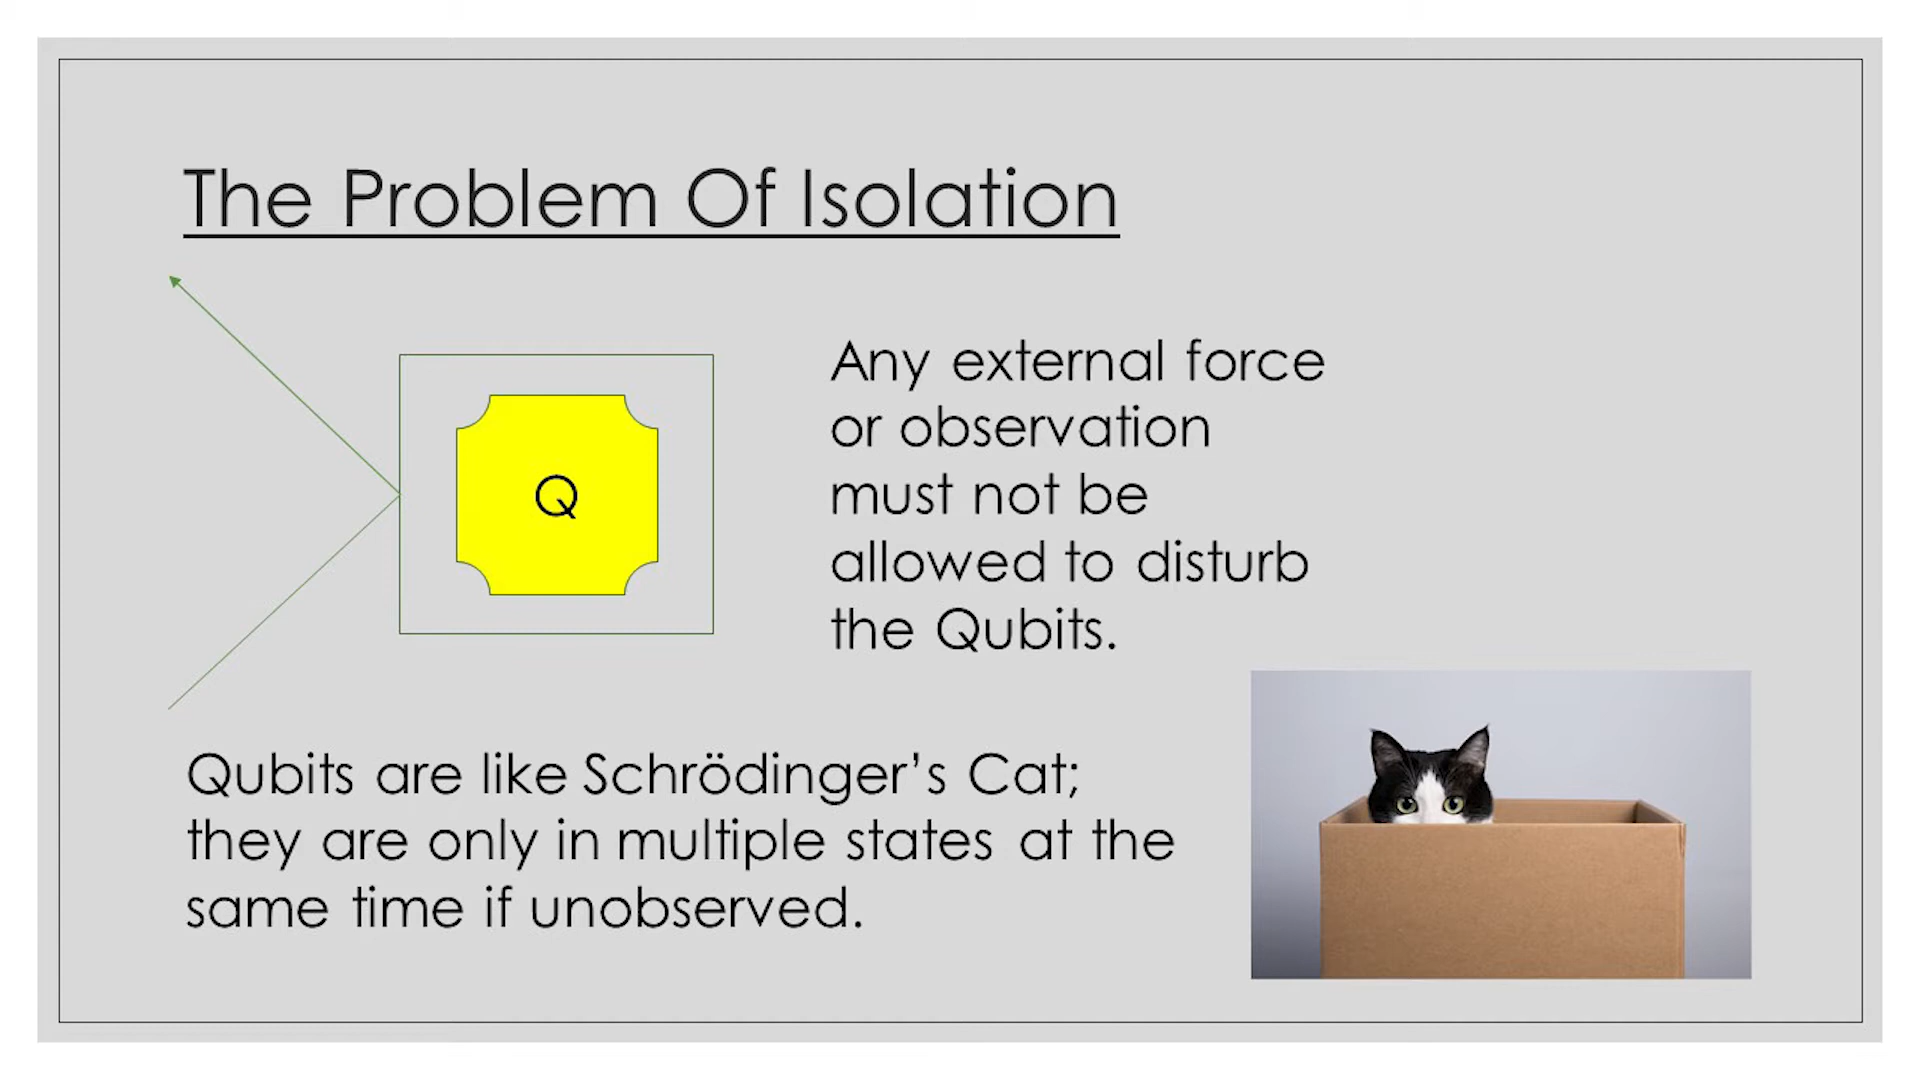 The Problem Of Isolation
Q
Any external force
or observation
must not be
allowed to disturb
the Qubits.
Qubits are like Schrödinger’s Cat;
they are only in multiple states at the
same time if unobserved.